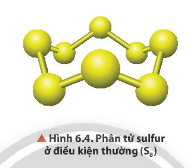 ▲ Hình 6.4. Phân tử sulfur
ở điều kiện thường (S₈)